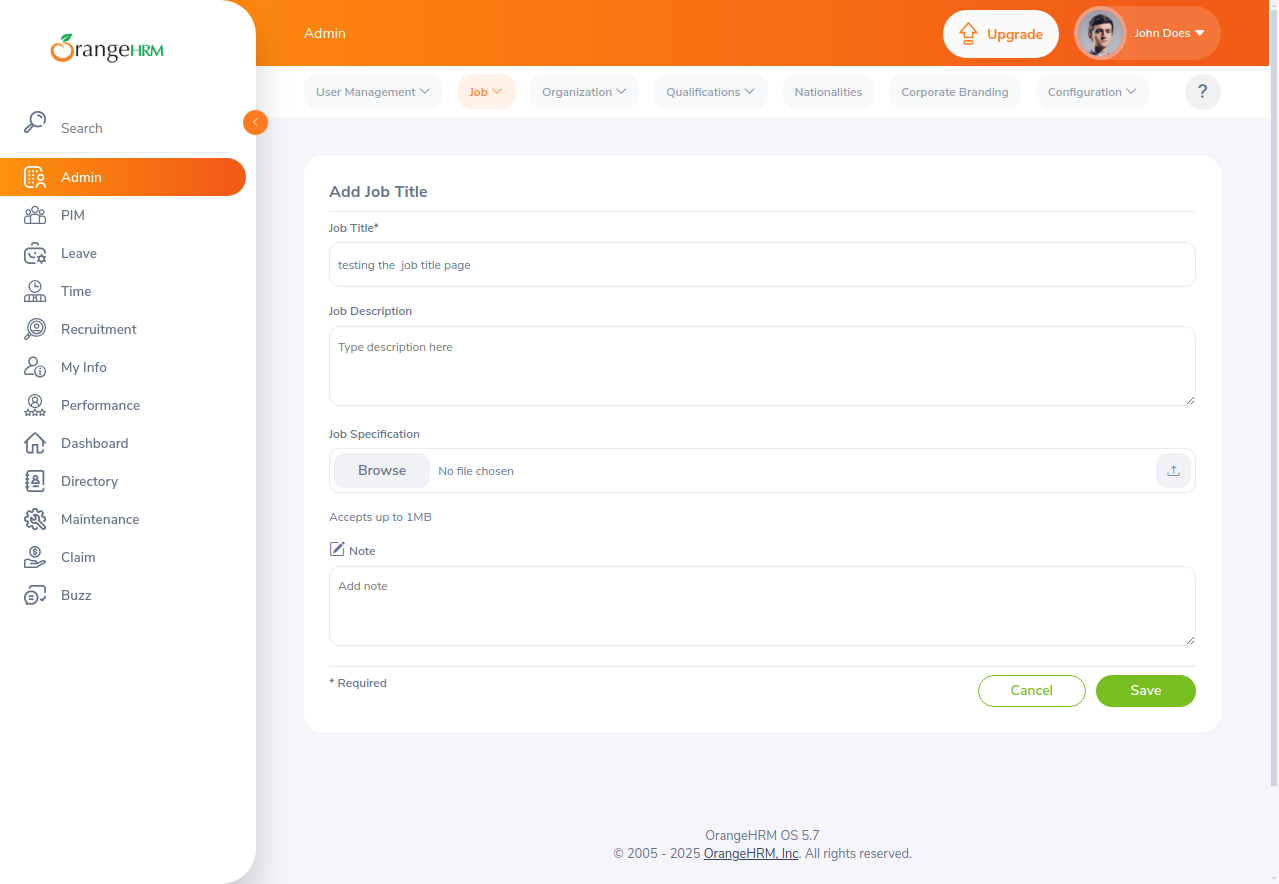 OrangeHRM
Admin
Upgrade
John Does
User Management
Job
Organization
Qualifications
Nationalities
Corporate Branding
Configuration
?
Search
Admin
PIM
Leave
Time
Recruitment
My Info
Performance
Dashboard
Directory
Maintenance
Claim
Buzz
Add Job Title
Job Title*
testing the  job title page
Job Description
Type description here
Job Specification
Browse
No file chosen
Accepts up to 1MB
Note
Add note
* Required
Cancel
Save
OrangeHRM OS 5.7
© 2005 - 2025 OrangeHRM, Inc. All rights reserved.